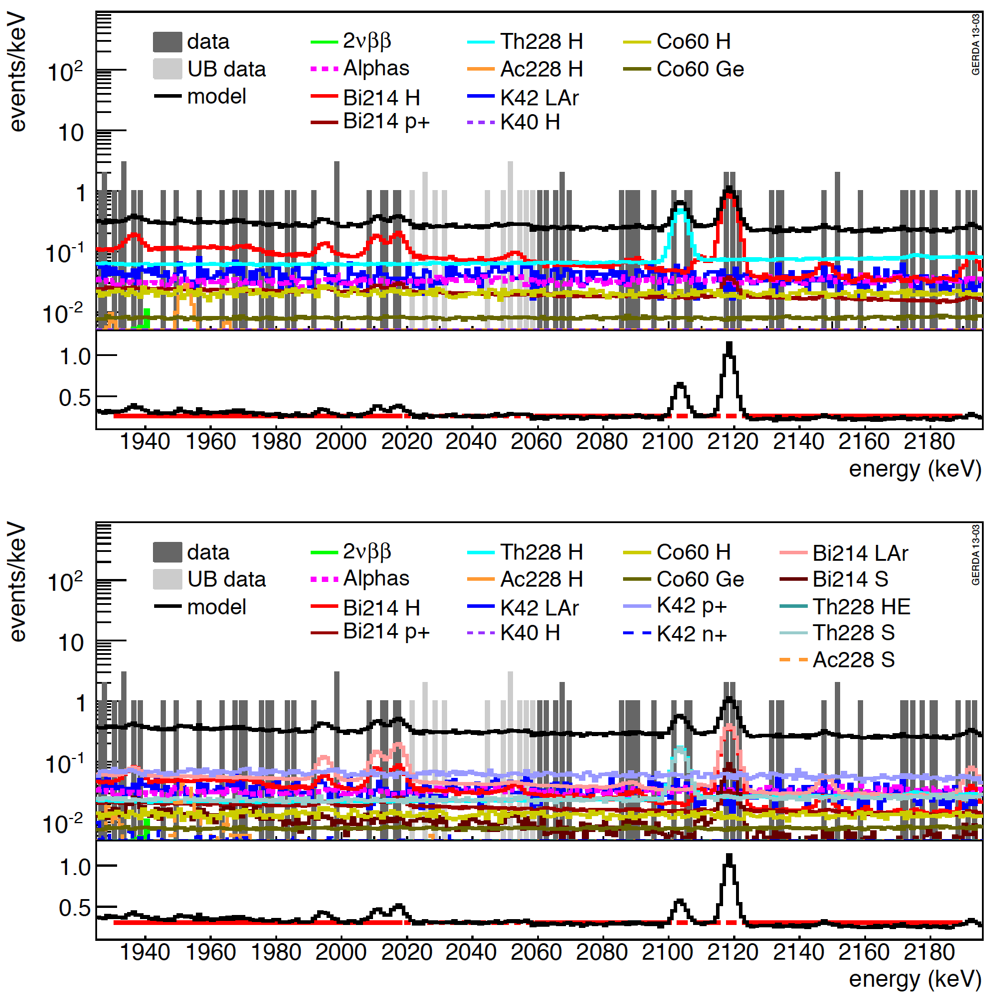 events/keV
GERDA 13-03
data
UB data
model
2νββ
Alphas
Bi214 H
Bi214 p+
Th228 H
Ac228 H
K42 LAr
K40 H
Co60 H
Co60 Ge
10²
10
1
10⁻¹
10⁻²
1.0
0.5
1940 1960 1980 2000 2020 2040 2060 2080 2100 2120 2140 2160 2180
energy (keV)
events/keV
GERDA 13-03
data
UB data
model
2νββ
Alphas
Bi214 H
Bi214 p+
Th228 H
Ac228 H
K42 LAr
K40 H
Co60 H
Co60 Ge
K42 p+
K42 n+
Bi214 LAr
Bi214 S
Th228 HE
Th228 S
Ac228 S
10²
10
1
10⁻¹
10⁻²
1.0
0.5
1940 1960 1980 2000 2020 2040 2060 2080 2100 2120 2140 2160 2180
energy (keV)